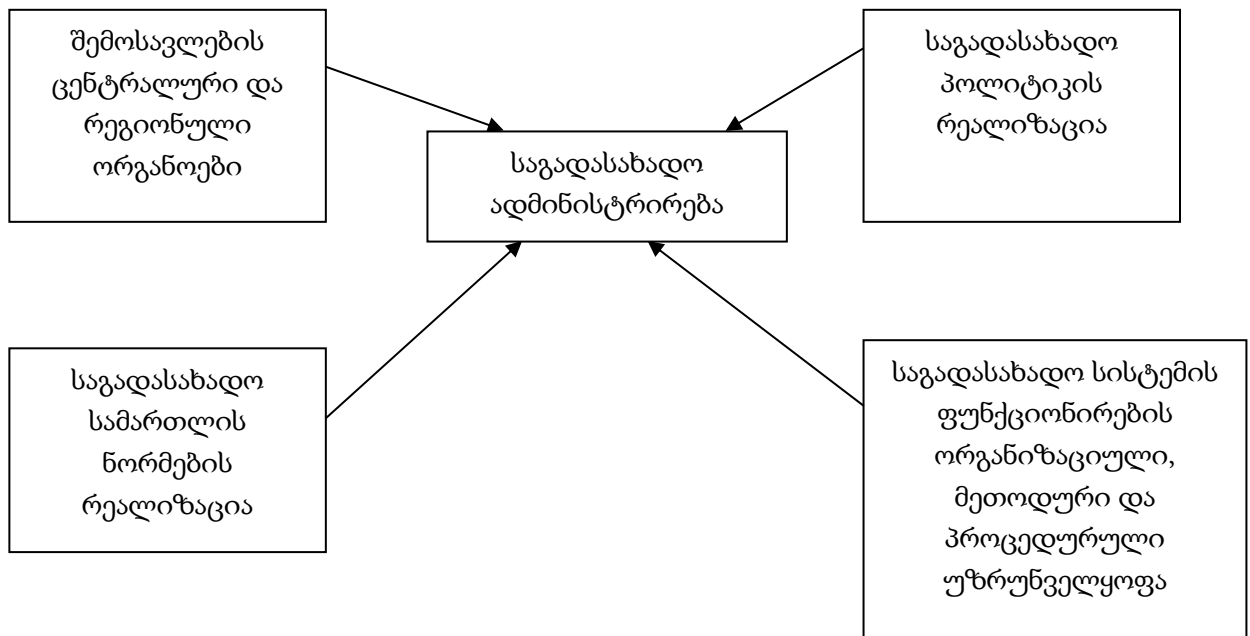 შემოსავლების
ცენტრალური და
რეგიონული
ორგანოები
საგადასახადო
პოლიტიკის
რეალიზაცია
საგადასახადო
ადმინისტრირება
საგადასახადო
სამართლის
ნორმების
რეალიზაცია
საგადასახადო სისტემის
ფუნქციონირების
ორგანიზაციული,
მეთოდური და
პროცედურული
უზრუნველყოფა